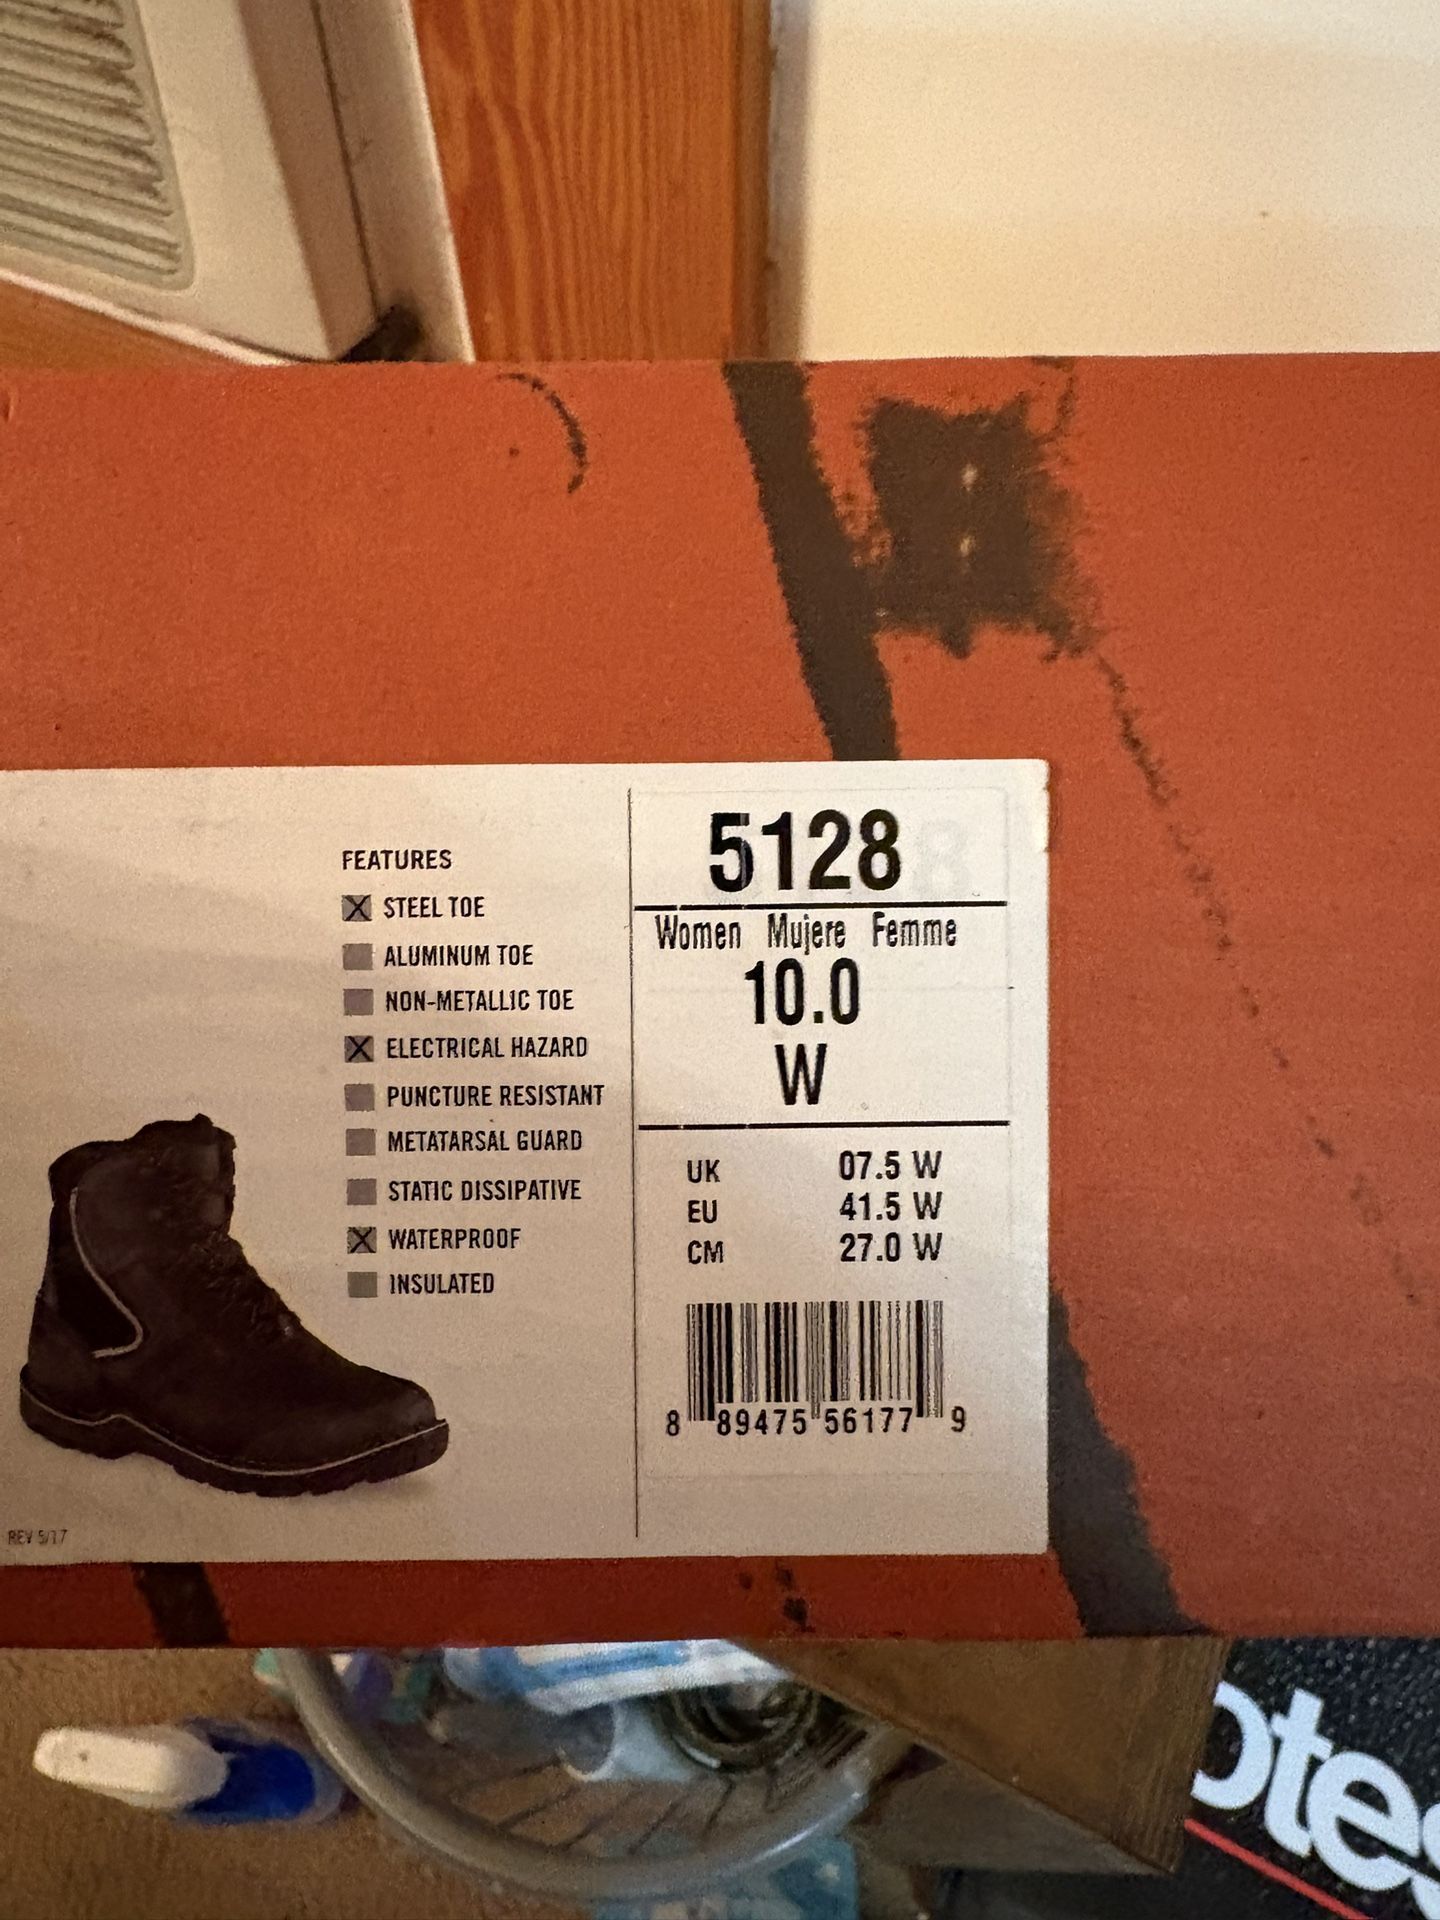 FEATURES
STEEL TOE
ALUMINUM TOE
NON-METALLIC TOE
ELECTRICAL HAZARD
PUNCTURE RESISTANT
METATARSAL GUARD
STATIC DISSIPATIVE
WATERPROOF
INSULATED
REV 5/17
5128
Women Mujere Femme
10.0
W
UK 07.5 W
EU 41.5 W
CM 27.0 W
8 89475 56177 9